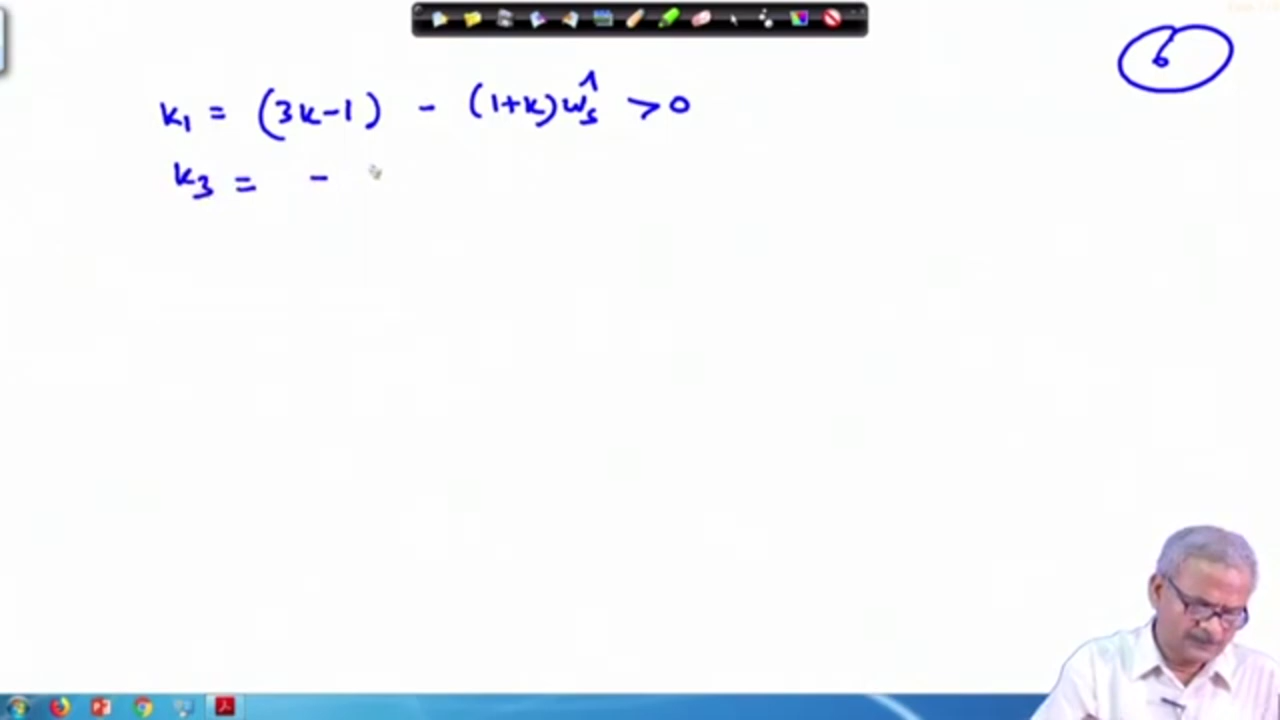 6
k₁ = (3k-1) - (1+k)ŵₛ > 0
k₃ = -